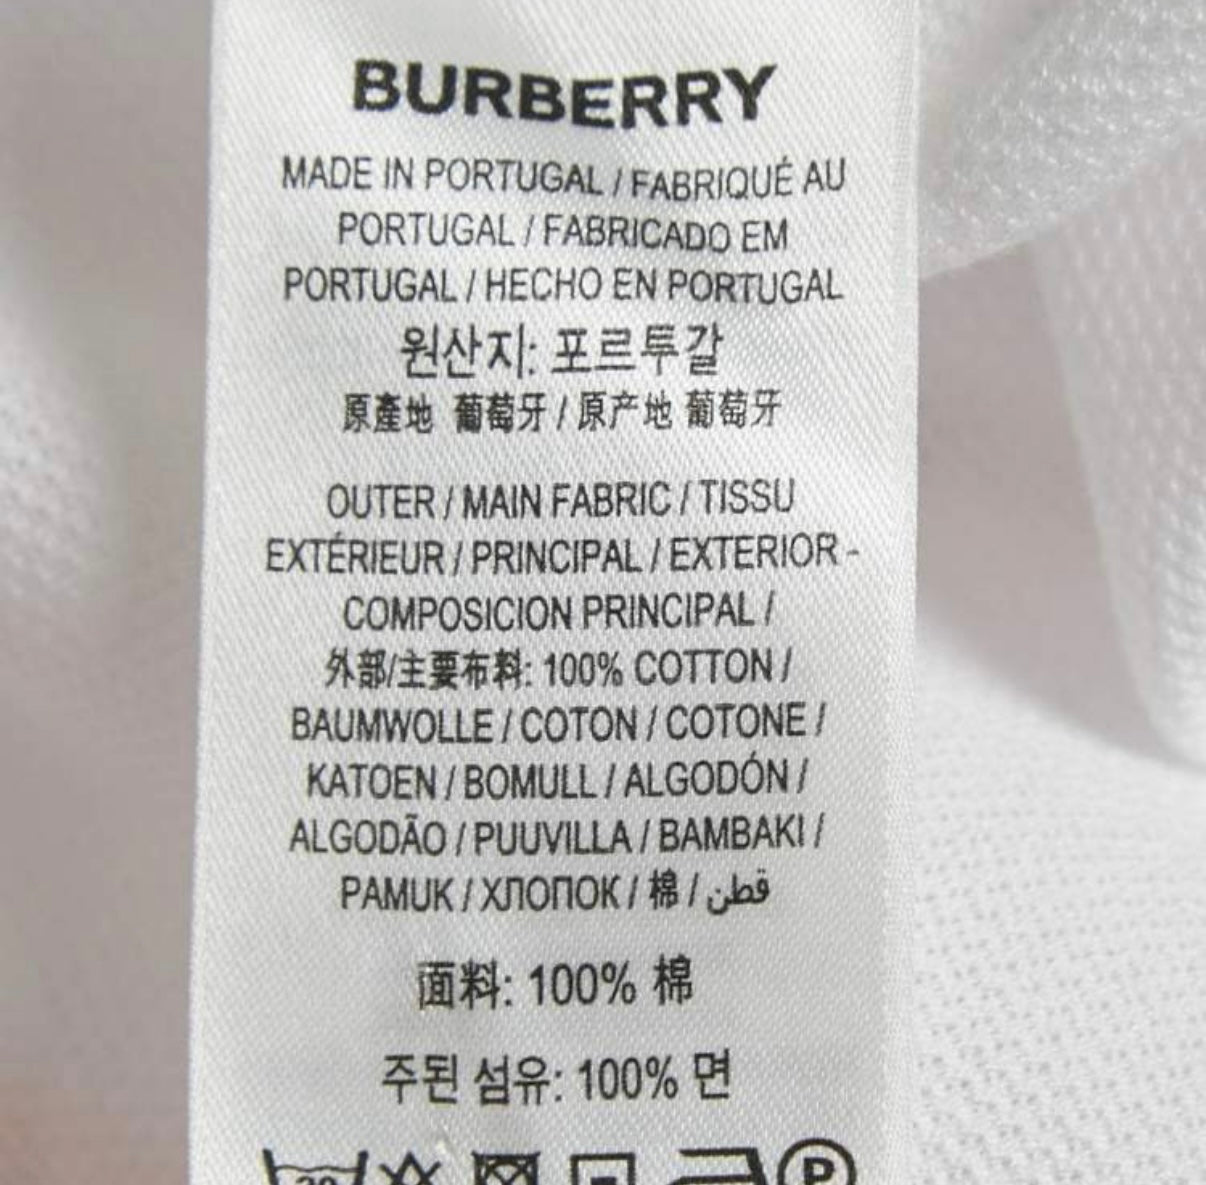 BURBERRY
MADE IN PORTUGAL / FABRIQUÉ AU
PORTUGAL / FABRICADO EM
PORTUGAL / HECHO EN PORTUGAL
원산지: 포르투갈
原產地 葡萄牙 / 原产地 葡萄牙
OUTER / MAIN FABRIC / TISSU
EXTÉRIEUR / PRINCIPAL / EXTERIOR -
COMPOSICION PRINCIPAL /
外部/主要布料: 100% COTTON /
BAUMWOLLE / COTON / COTONE /
KATOEN / BOMULL / ALGODÓN /
ALGODÃO / PUUVILLA / BAMBAKI /
PAMUK / ХЛОПОК / 棉 / قطن
面料: 100% 棉
주된 섬유: 100% 면
P